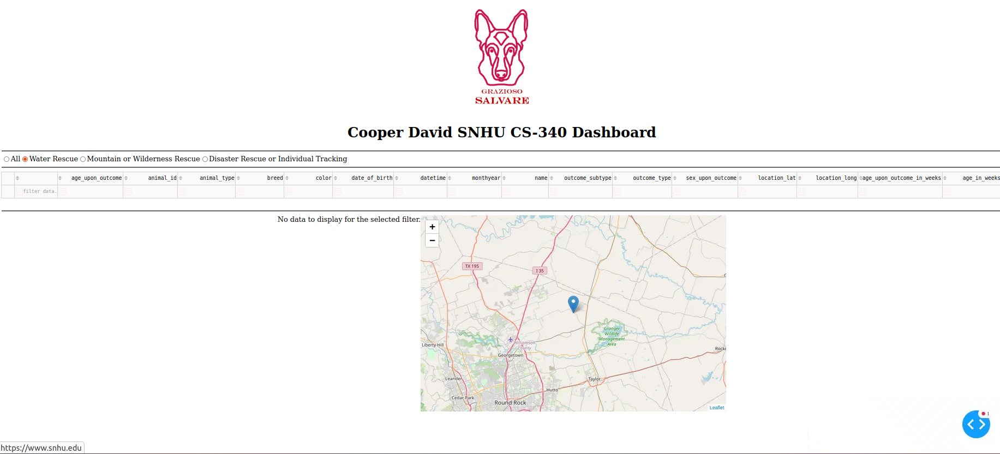 GRAZIOSO
SALVARE
Cooper David SNHU CS-340 Dashboard
All Water Rescue Mountain or Wilderness Rescue Disaster Rescue or Individual Tracking
age_upon_outcome animal_id animal_type breed color date_of_birth datetime monthyear name outcome_subtype outcome_type sex_upon_outcome location_lat location_long age_upon_outcome_in_weeks age_in_weeks
filter data.
No data to display for the selected filter.
+
−
TX 195
I 35
Granger
Wildlife
Management
Area
Williamson
County
Liberty Hill
Georgetown
Leander
Taylor
Hutto
Cedar Park
Round Rock
Leaflet
1
https://www.snhu.edu